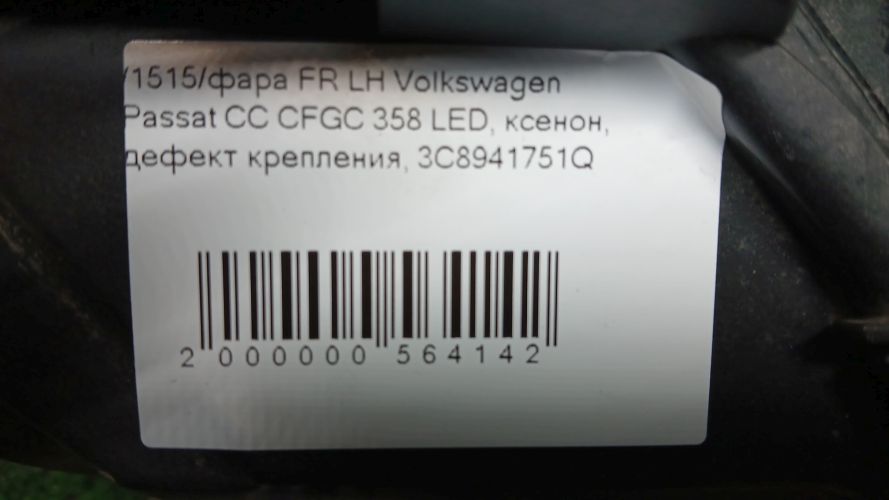 /1515/фара FR LH Volkswagen
Passat CC CFGC 358 LED, ксенон,
дефект крепления, 3C8941751Q
2 000000 564142